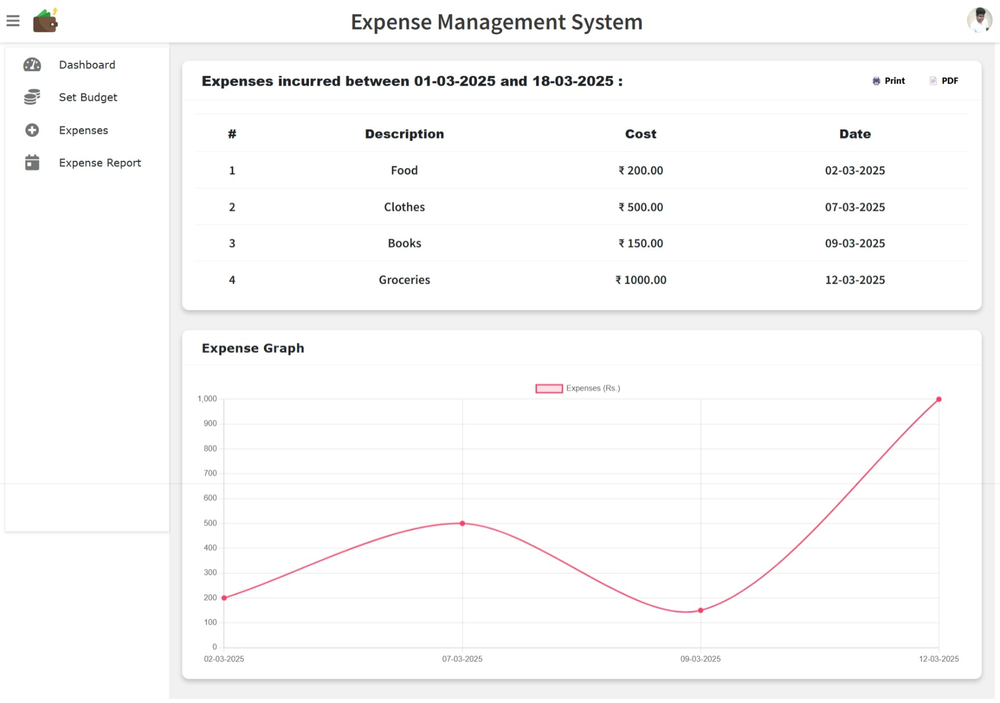 Expense Management System
Dashboard
Set Budget
Expenses
Expense Report
Expenses incurred between 01-03-2025 and 18-03-2025 :
Print PDF
# Description Cost Date
1 Food ₹ 200.00 02-03-2025
2 Clothes ₹ 500.00 07-03-2025
3 Books ₹ 150.00 09-03-2025
4 Groceries ₹ 1000.00 12-03-2025
Expense Graph
Expenses (Rs.)
1,000
900
800
700
600
500
400
300
200
100
0
02-03-2025 07-03-2025 09-03-2025 12-03-2025